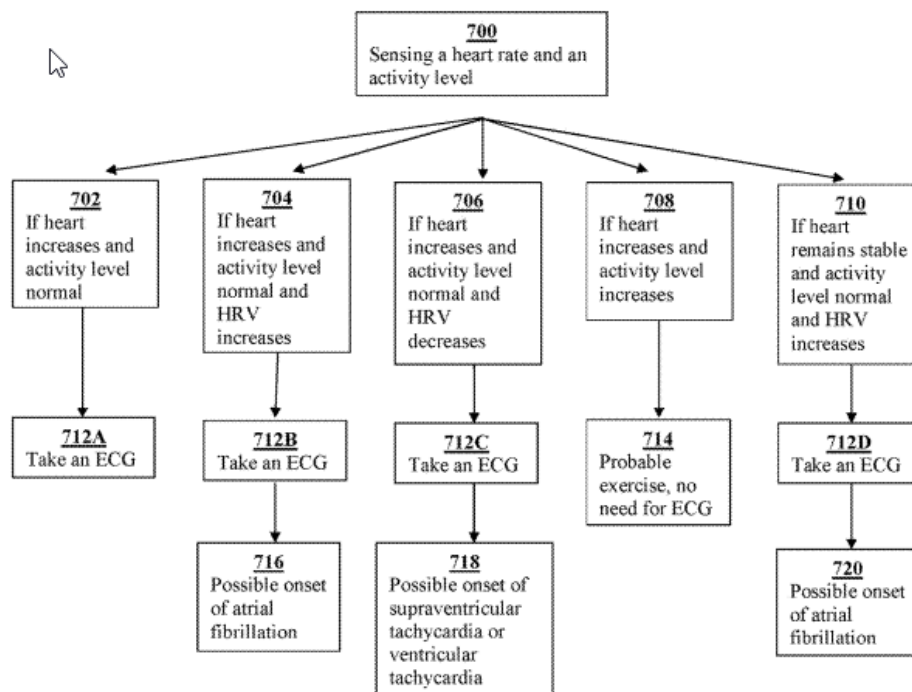 700
Sensing a heart rate and an
activity level
702
If heart
increases and
activity level
normal
704
If heart
increases and
activity level
normal and
HRV
increases
706
If heart
increases and
activity level
normal and
HRV
decreases
708
If heart
increases and
activity level
increases
710
If heart
remains stable
and activity
level normal
and HRV
increases
712A
Take an ECG
712B
Take an ECG
712C
Take an ECG
714
Probable
exercise, no
need for ECG
712D
Take an ECG
716
Possible onset
of atrial
fibrillation
718
Possible onset of
supraventricular
tachycardia or
ventricular
tachycardia
720
Possible onset of
atrial
fibrillation